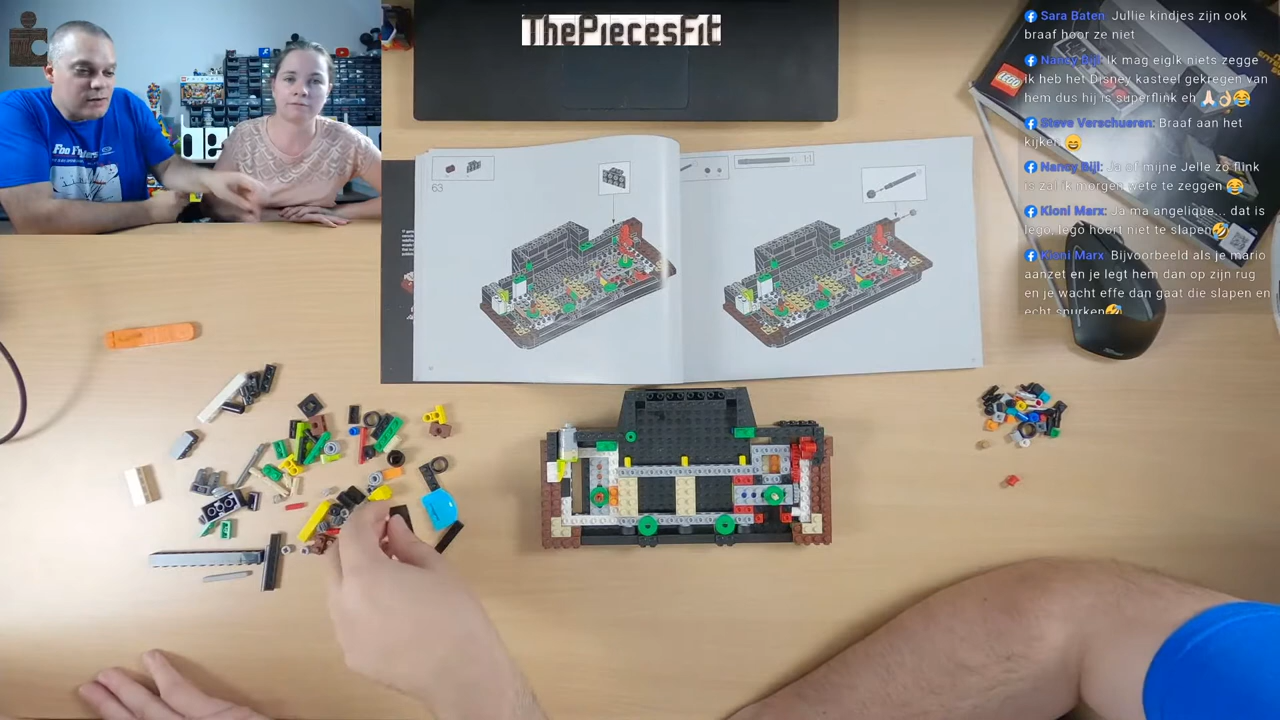 ThePiecesFit
Foo Fighters
63
11
LEGO
Sara Baten Jullie kindjes zijn ook
braaf hoor ze niet
Nancy Bijl: Ik mag eiglk niets zegge
ik heb het Disney kasteel gekregen van
hem dus hij is superflink eh 🙏🏻👌🏻😂
Steve Verschueren: Braaf aan het
kijken 😄
Nancy Bijl: Ja of mijne Jelle zo flink
is zal ik morgen wete te zeggen 😂
Kioni Marx: Ja ma angelique... dat is
lego, lego hoort niet te slapen🤣
Kioni Marx Bijvoorbeeld als je mario
aanzet en je legt hem dan op zijn rug
en je wacht effe dan gaat die slapen en
echt snurken🤣